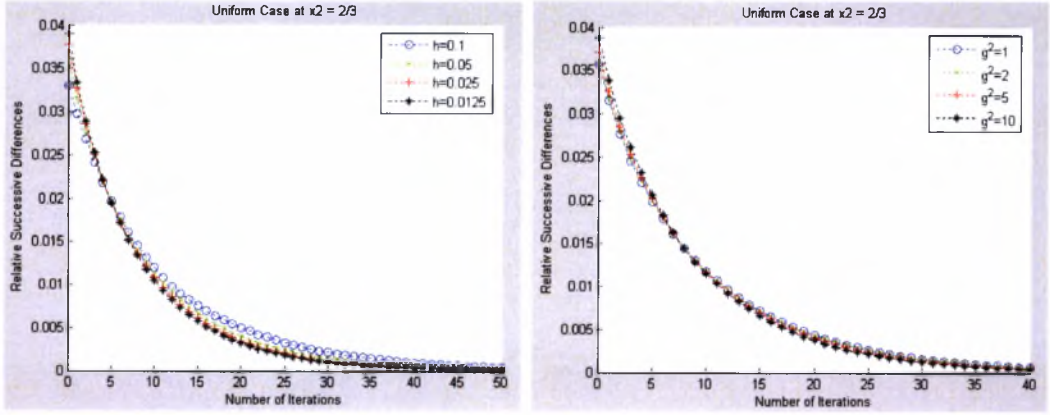 Uniform Case at x2 = 2/3
0.04
0.035
0.03
0.025
0.02
0.015
0.01
0.005
0
Relative Successive Differences
h=0.1
h=0.05
h=0.025
h=0.0125
0 5 10 15 20 25 30 35 40 45 50
Number of Iterations
Uniform Case at x2 = 2/3
0.04
0.035
0.03
0.025
0.02
0.015
0.01
0.005
0
Relative Successive Differences
g²=1
g²=2
g²=5
g²=10
0 5 10 15 20 25 30 35 40
Number of Iterations